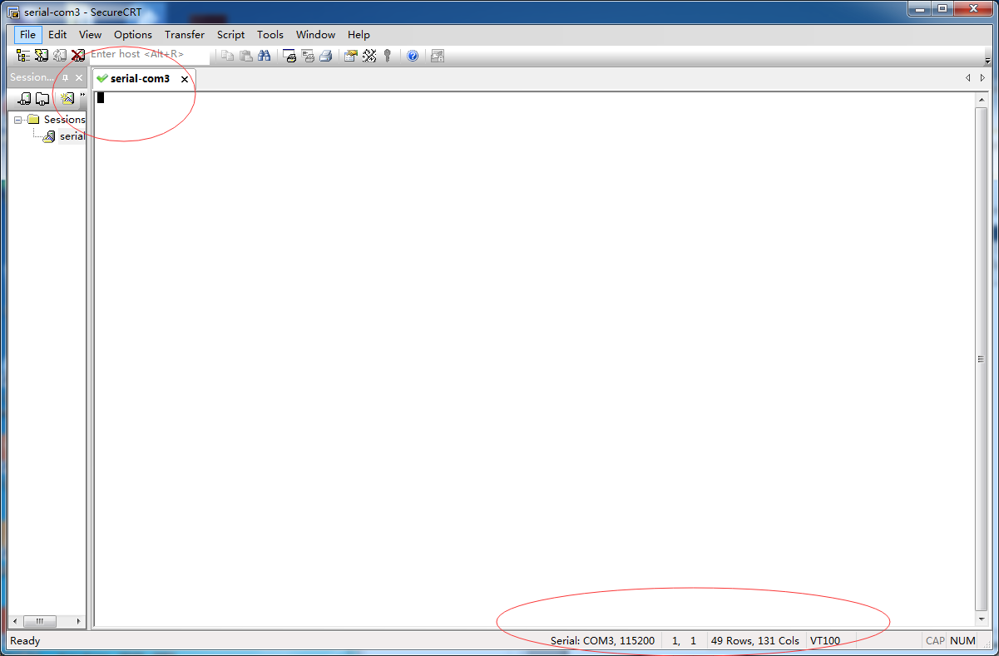 serial-com3 - SecureCRT
File Edit View Options Transfer Script Tools Window Help
Enter host <Alt+R>
Session...
serial-com3
Sessions
serial
Ready
Serial: COM3, 115200
1, 1
49 Rows, 131 Cols
VT100
CAP NUM